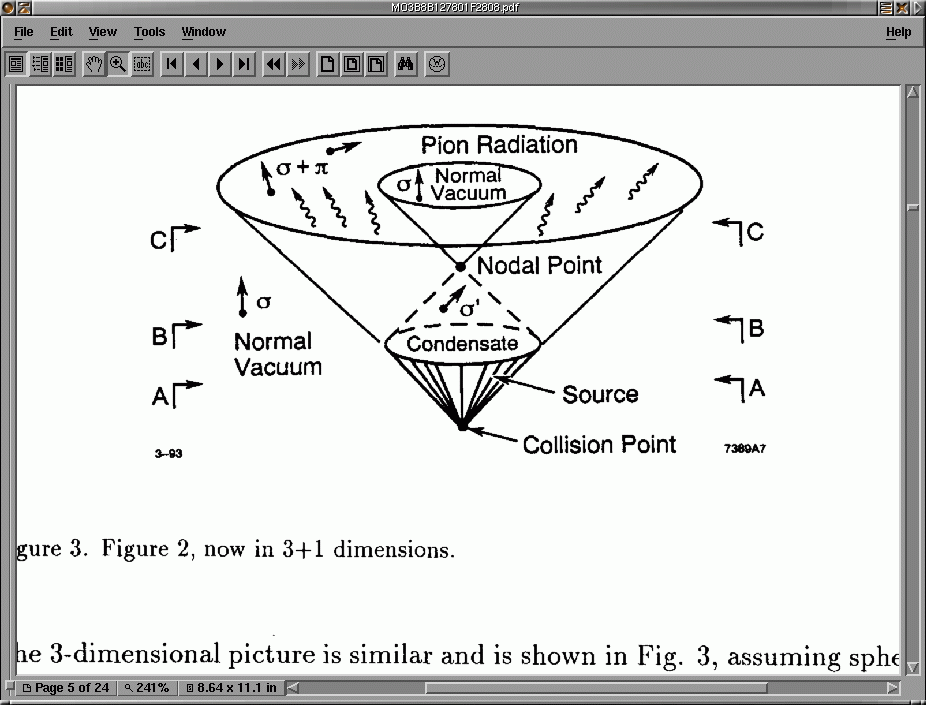 MO3B8B127801F2808.pdf
File Edit View Tools Window Help
Pion Radiation
σ + π
σ Normal
Vacuum
C C
Nodal Point
σ
σ'
B B
Normal
Vacuum
Condensate
A A
Source
Collision Point
3–93 7389A7
gure 3. Figure 2, now in 3+1 dimensions.
he 3-dimensional picture is similar and is shown in Fig. 3, assuming sphe
Page 5 of 24 241% 8.64 x 11.1 in